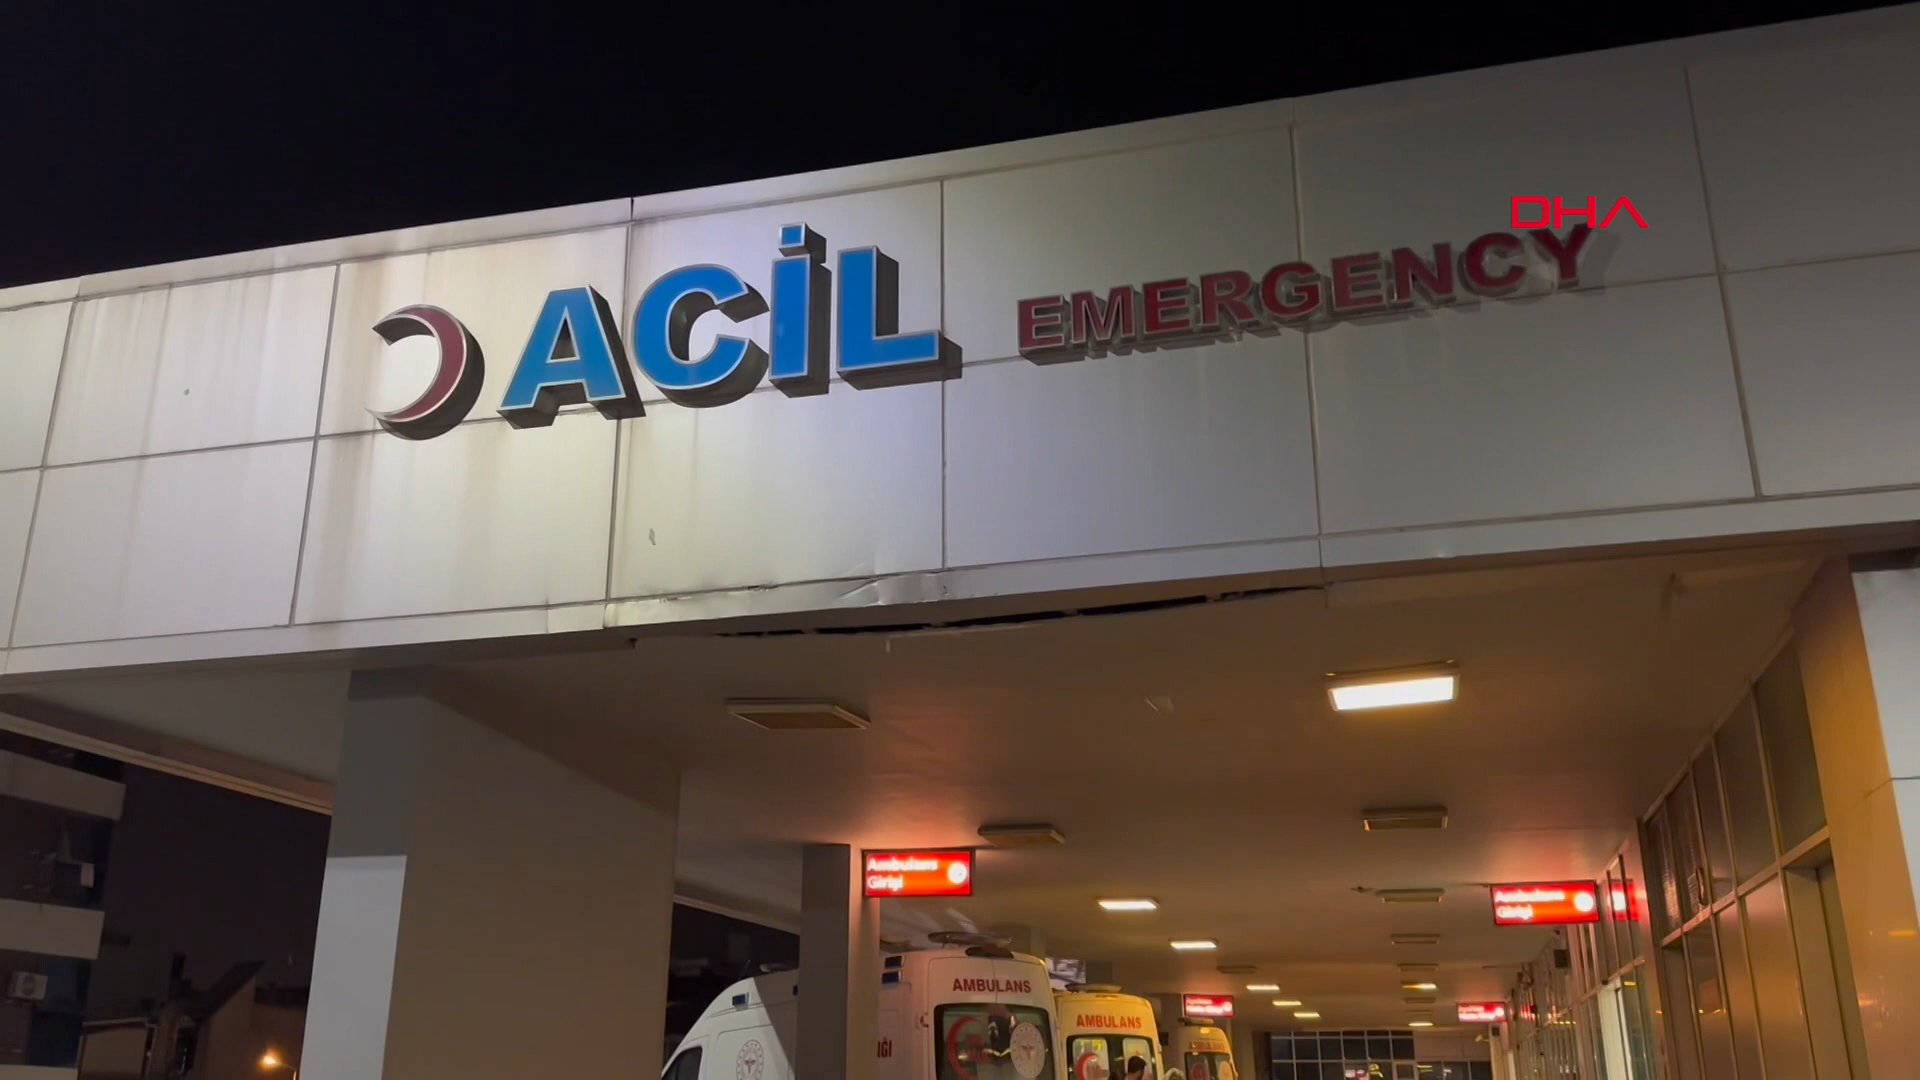 DHA
ACİL EMERGENCY
Ambulans
Girişi
Ambulans
Girişi
AMBULANS
AMBULANS